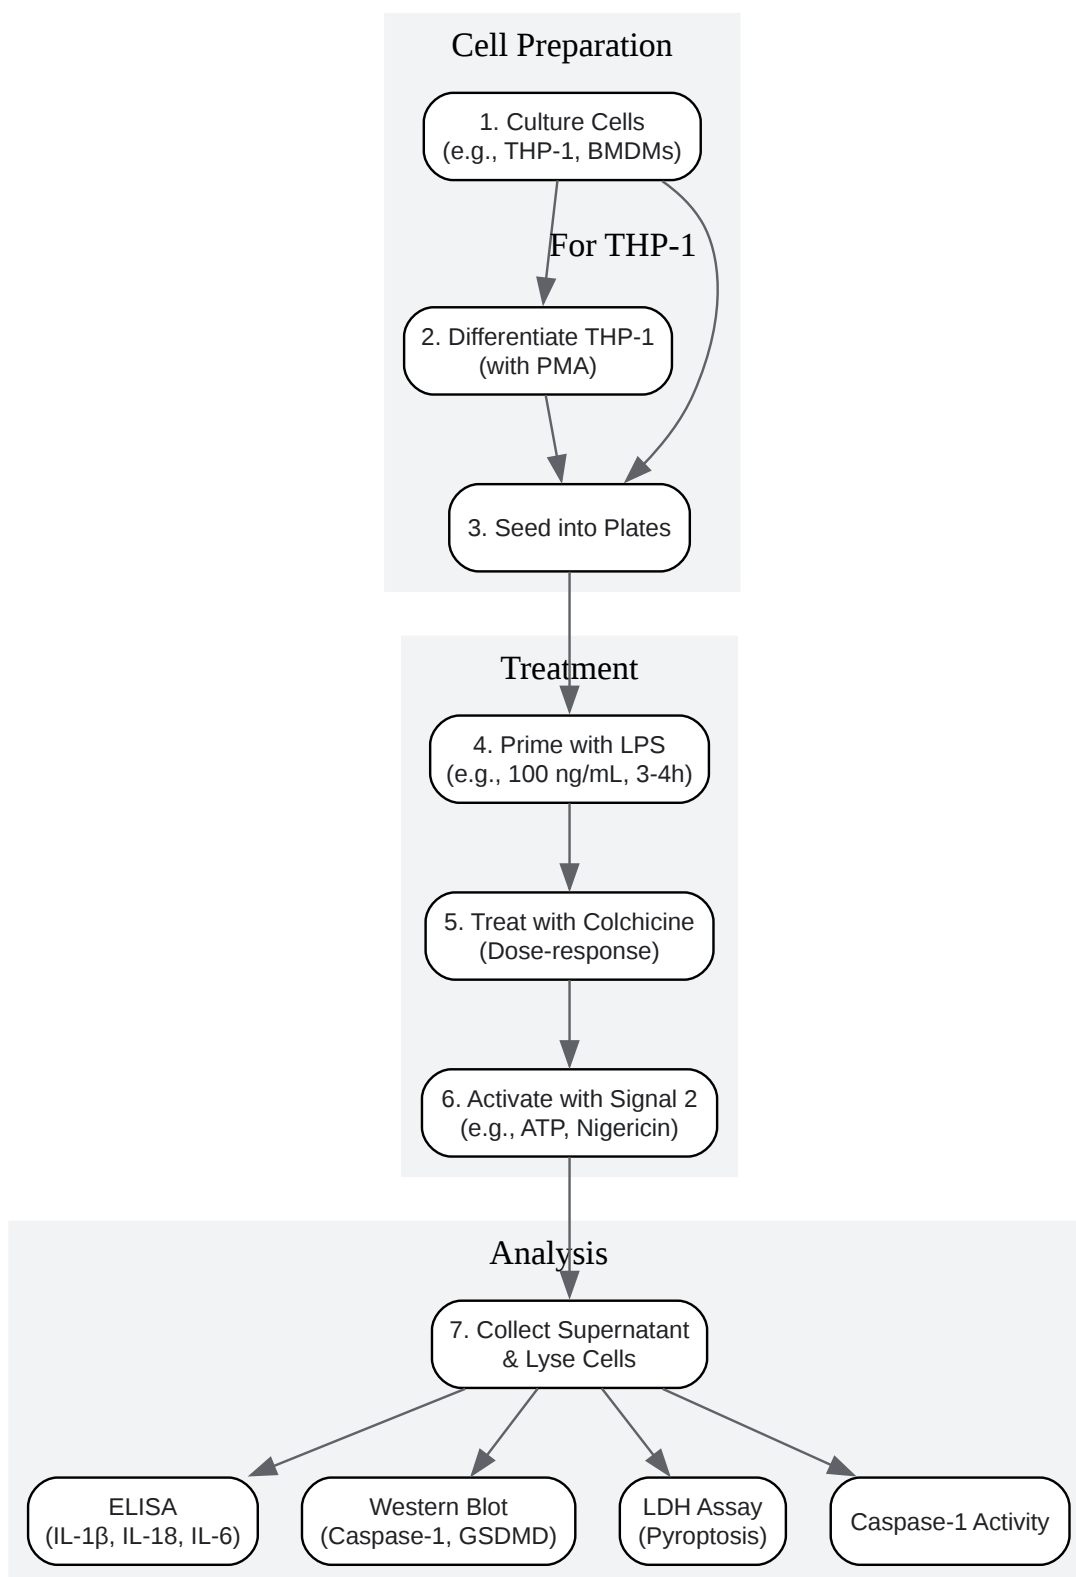 Cell Preparation
1. Culture Cells
(e.g., THP-1, BMDMs)
For THP-1
2. Differentiate THP-1
(with PMA)
3. Seed into Plates
Treatment
4. Prime with LPS
(e.g., 100 ng/mL, 3-4h)
5. Treat with Colchicine
(Dose-response)
6. Activate with Signal 2
(e.g., ATP, Nigericin)
Analysis
7. Collect Supernatant
& Lyse Cells
ELISA
(IL-1β, IL-18, IL-6)
Western Blot
(Caspase-1, GSDMD)
LDH Assay
(Pyroptosis)
Caspase-1 Activity